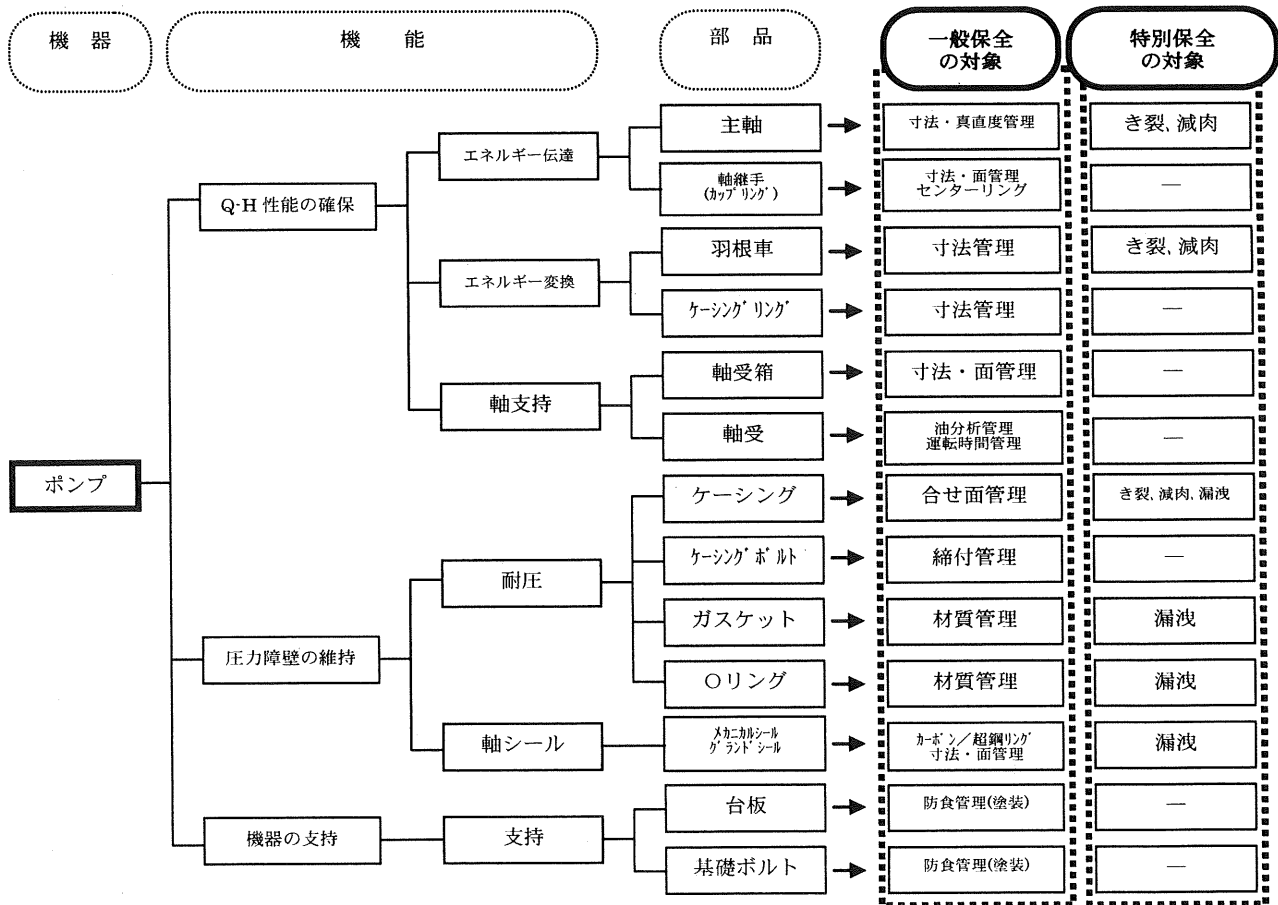 機器
機能
部品
一般保全
の対象
特別保全
の対象
ポンプ
Q-H 性能の確保
エネルギー伝達
主軸
寸法・真直度管理
き裂, 減肉
軸継手
(カップリング)
寸法・面管理
センターリング
―
エネルギー変換
羽根車
寸法管理
き裂, 減肉
ケーシングリング
寸法管理
―
軸支持
軸受箱
寸法・面管理
―
軸受
油分析管理
運転時間管理
―
圧力障壁の維持
耐圧
ケーシング
合せ面管理
き裂, 減肉, 漏洩
ケーシングボルト
締付管理
―
ガスケット
材質管理
漏洩
Oリング
材質管理
漏洩
軸シール
メカニカルシール
グランドシール
カーボン/超鋼リング
寸法・面管理
漏洩
機器の支持
支持
台板
防食管理(塗装)
―
基礎ボルト
防食管理(塗装)
―